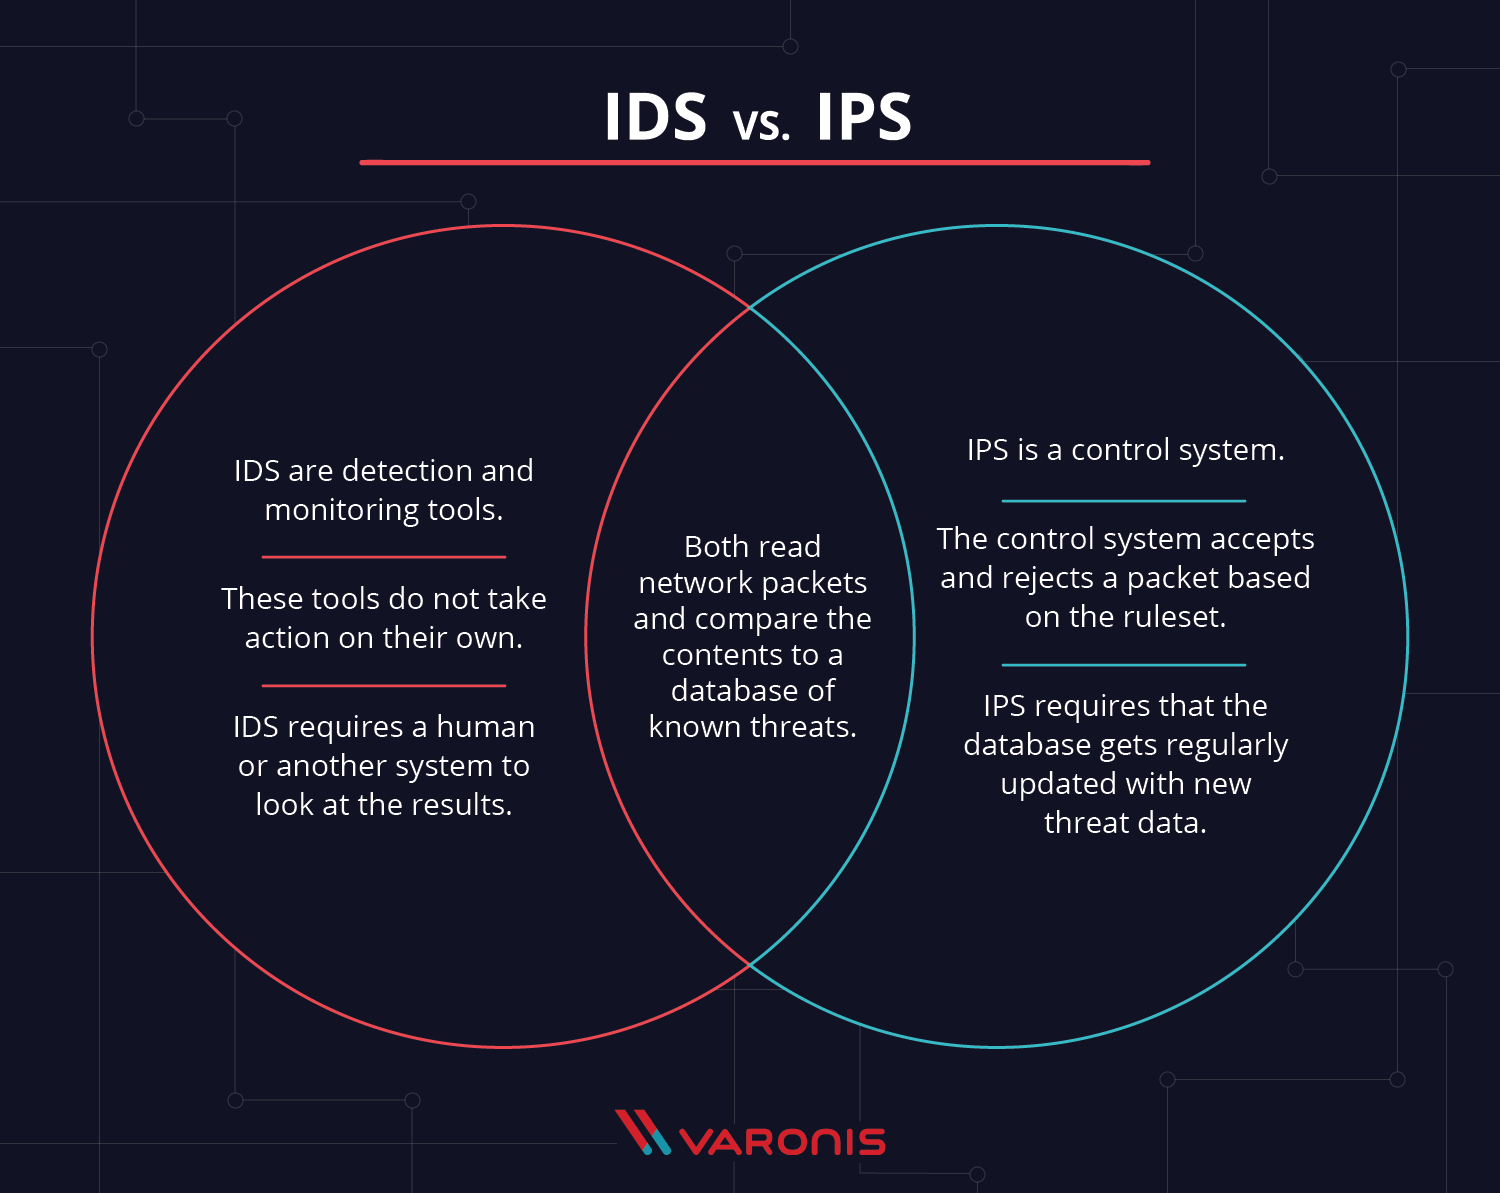 IDS vs. IPS
IDS are detection and
monitoring tools.
These tools do not take
action on their own.
IDS requires a human
or another system to
look at the results.
Both read
network packets
and compare the
contents to a
database of
known threats.
IPS is a control system.
The control system accepts
and rejects a packet based
on the ruleset.
IPS requires that the
database gets regularly
updated with new
threat data.
VARONIS